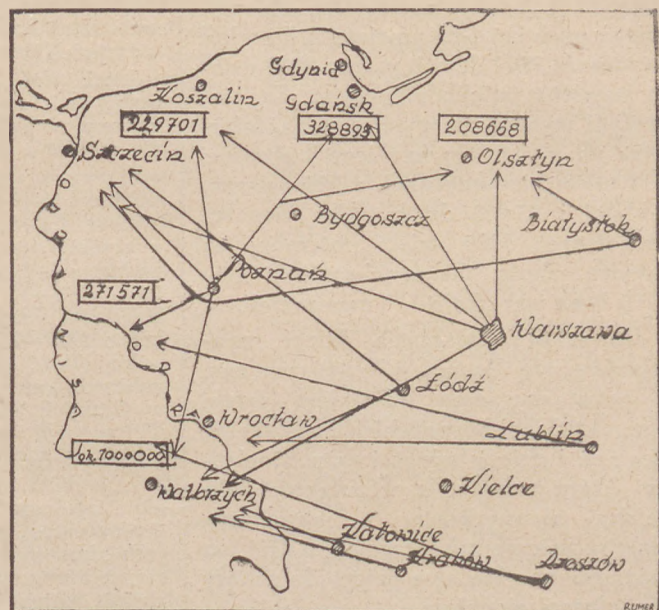 Gdynia
Koszalin
Gdańsk
229701
328893
208668
Szczecin
Olsztyn
Bydgoszcz
Białystok
Poznań
271571
Warszawa
Łódź
Wrocław
Lublin
ok. 1000000
Wałbrzych
Kielce
Katowice
Kraków
Rzeszów